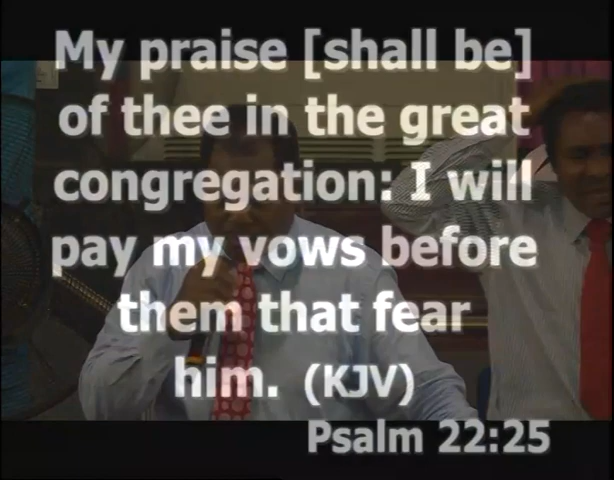 My praise [shall be]
of thee in the great
congregation: I will
pay my vows before
them that fear
him. (KJV)
Psalm 22:25